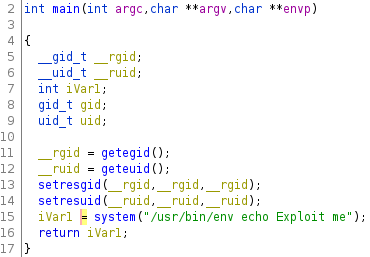 2 int main(int argc,char **argv,char **envp)
3
4 {
5   __gid_t __rgid;
6   __uid_t __ruid;
7   int iVar1;
8   gid_t gid;
9   uid_t uid;
10
11   __rgid = getegid();
12   __ruid = geteuid();
13   setresgid(__rgid,__rgid,__rgid);
14   setresuid(__ruid,__ruid,__ruid);
15   iVar1 = system("/usr/bin/env echo Exploit me");
16   return iVar1;
17 }